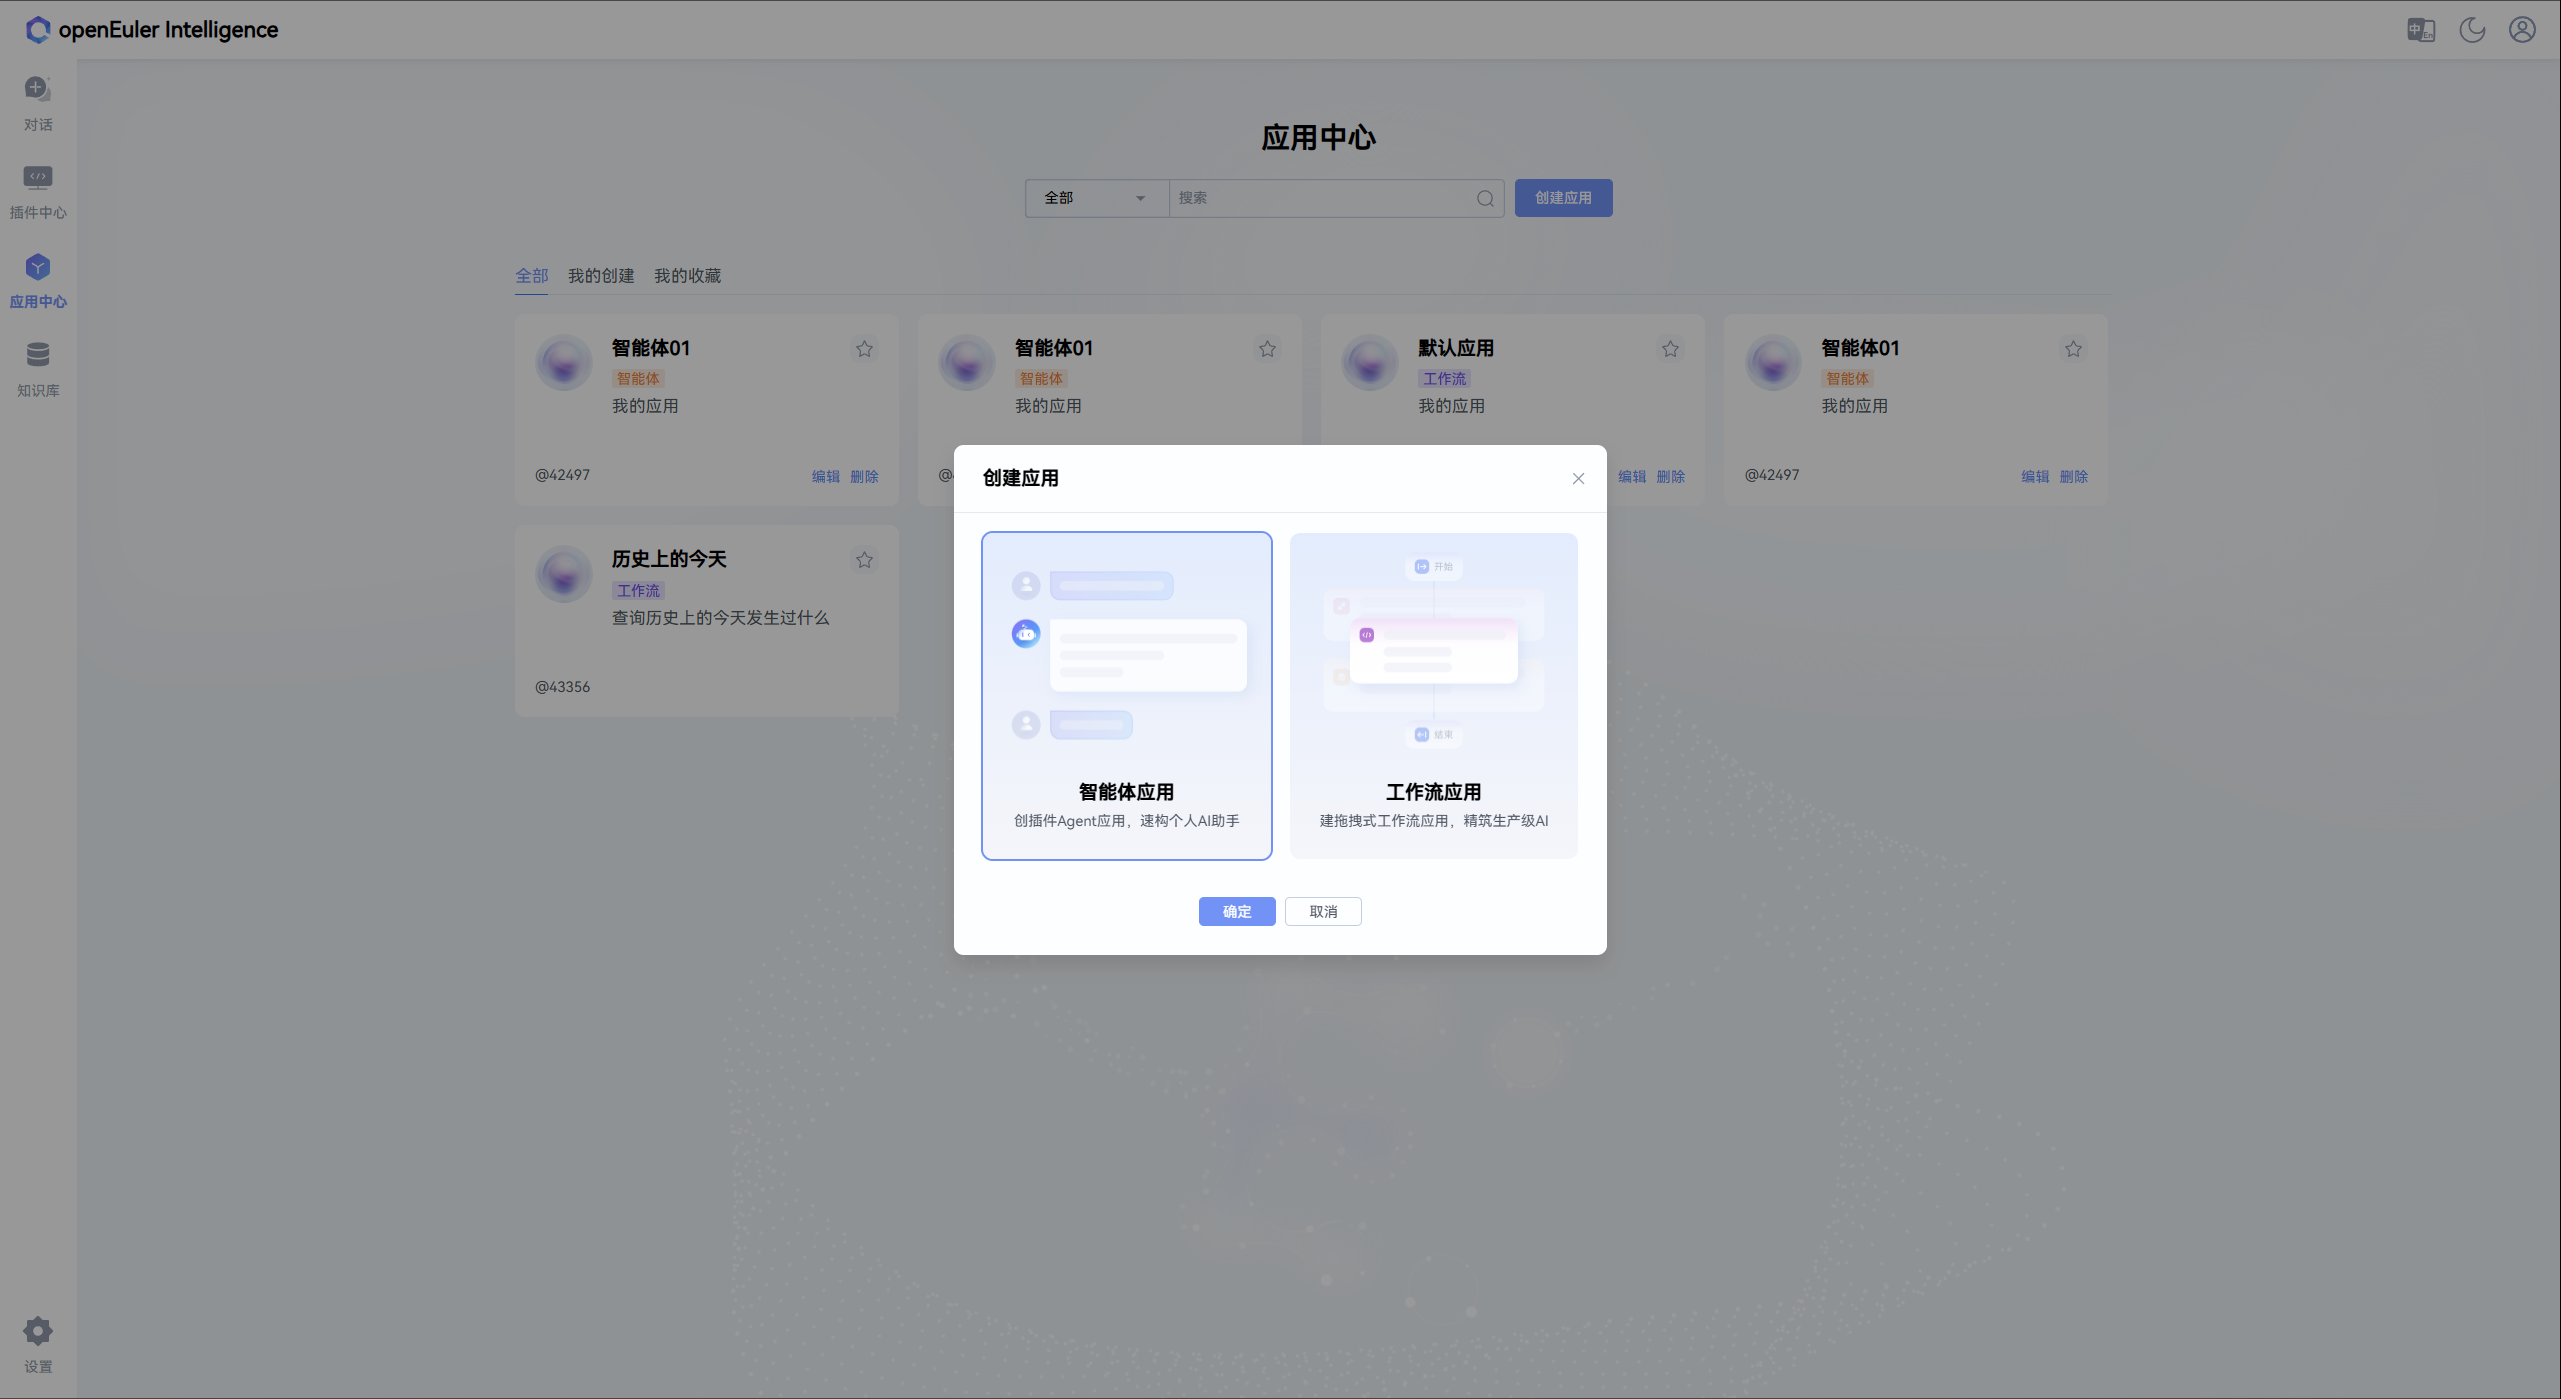 openEuler Intelligence
中 En
对话
插件中心
应用中心
知识库
设置
应用中心
全部 搜索 创建应用
全部 我的创建 我的收藏
智能体01
智能体
我的应用
@42497 编辑 删除
智能体01
智能体
我的应用
默认应用
工作流
我的应用
编辑 删除
智能体01
智能体
我的应用
@42497 编辑 删除
历史上的今天
工作流
查询历史上的今天发生过什么
@43356
创建应用
智能体应用
创插件Agent应用，速构个人AI助手
开始
结束
工作流应用
建拖拽式工作流应用，精筑生产级AI
确定 取消